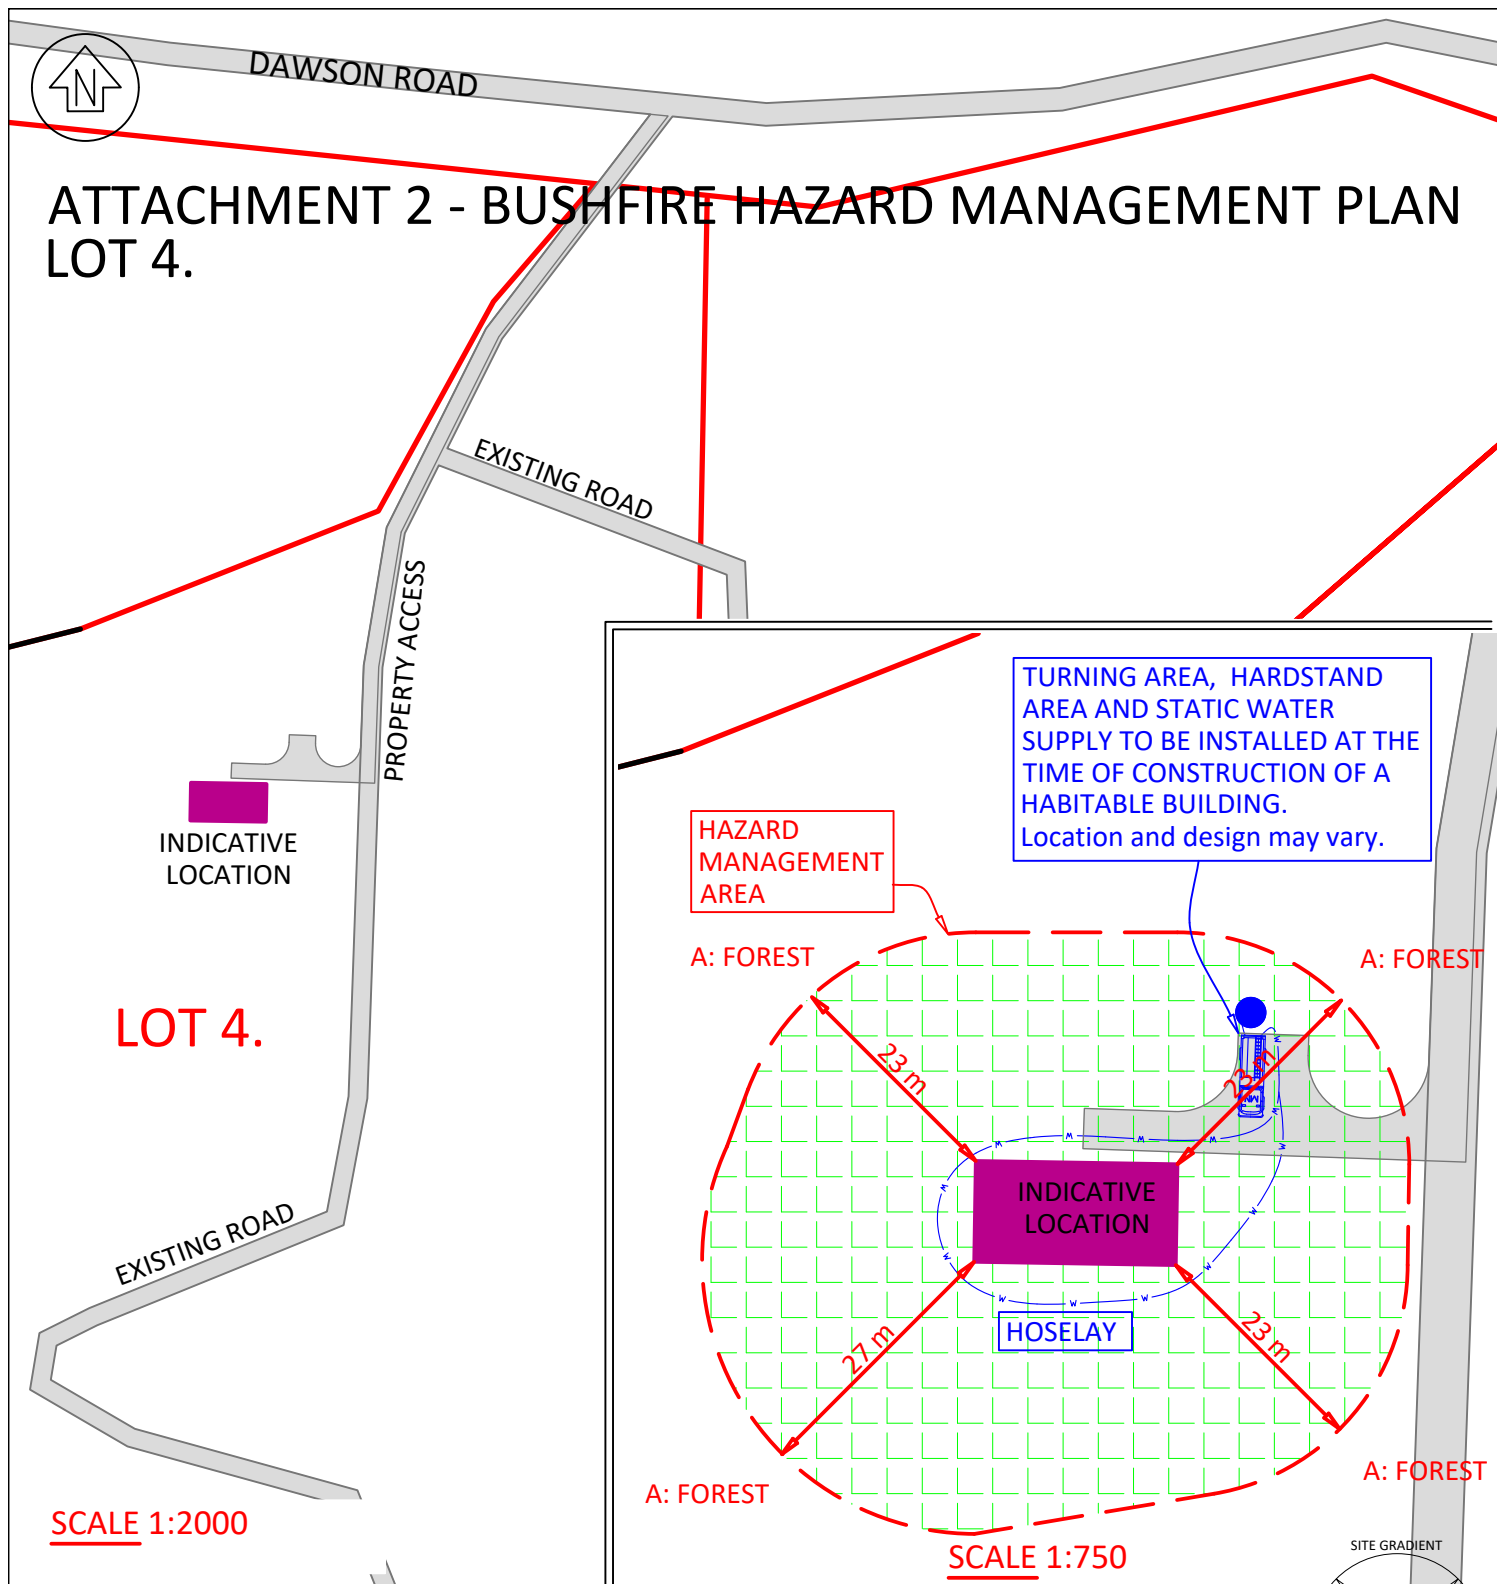 N
DAWSON ROAD
ATTACHMENT 2 - BUSHFIRE HAZARD MANAGEMENT PLAN
LOT 4.
EXISTING ROAD
PROPERTY ACCESS
INDICATIVE
LOCATION
LOT 4.
EXISTING ROAD
SCALE 1:2000
TURNING AREA, HARDSTAND
AREA AND STATIC WATER
SUPPLY TO BE INSTALLED AT THE
TIME OF CONSTRUCTION OF A
HABITABLE BUILDING.
Location and design may vary.
HAZARD
MANAGEMENT
AREA
A: FOREST
A: FOREST
23 m
23 m
W
W
W
W
W
W
W
W
W
W
W
W
W
INDICATIVE
LOCATION
HOSELAY
27 m
23 m
A: FOREST
A: FOREST
SCALE 1:750
SITE GRADIENT